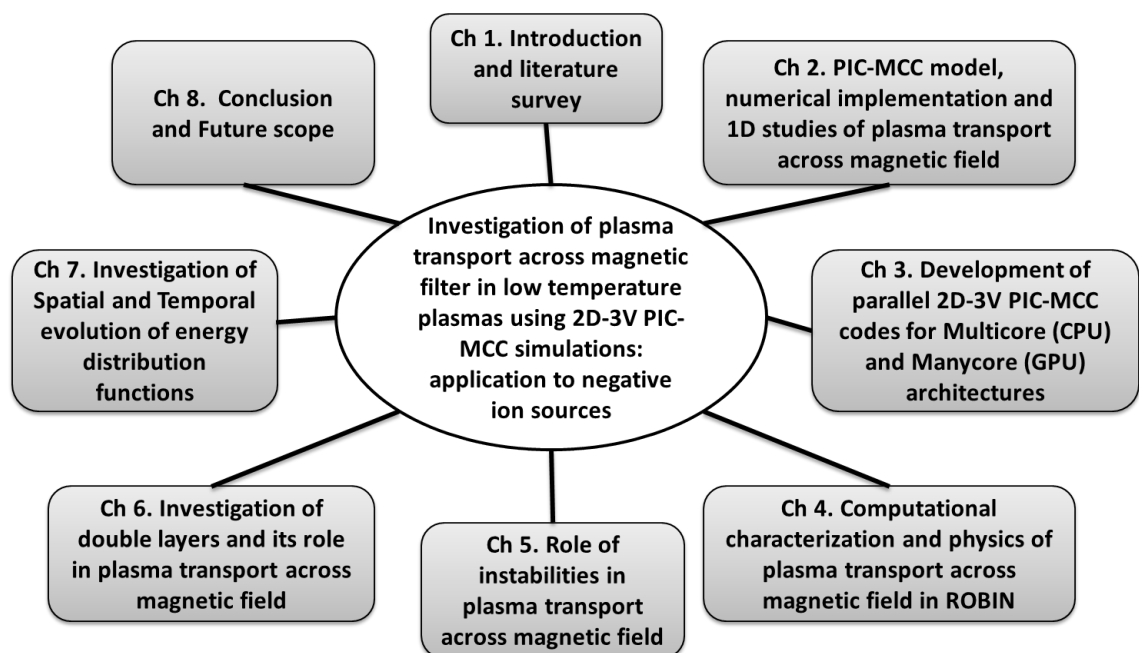 Ch 1. Introduction
and literature
survey
Ch 2. PIC-MCC model,
numerical implementation and
1D studies of plasma transport
across magnetic field
Ch 3. Development of
parallel 2D-3V PIC-MCC
codes for Multicore (CPU)
and Manycore (GPU)
architectures
Ch 4. Computational
characterization and physics of
plasma transport across
magnetic field in ROBIN
Ch 5. Role of
instabilities in
plasma transport
across magnetic field
Ch 6. Investigation of
double layers and its role
in plasma transport across
magnetic field
Ch 7. Investigation of
Spatial and Temporal
evolution of energy
distribution
functions
Ch 8. Conclusion
and Future scope
Investigation of plasma
transport across magnetic
filter in low temperature
plasmas using 2D-3V PIC-
MCC simulations:
application to negative
ion sources